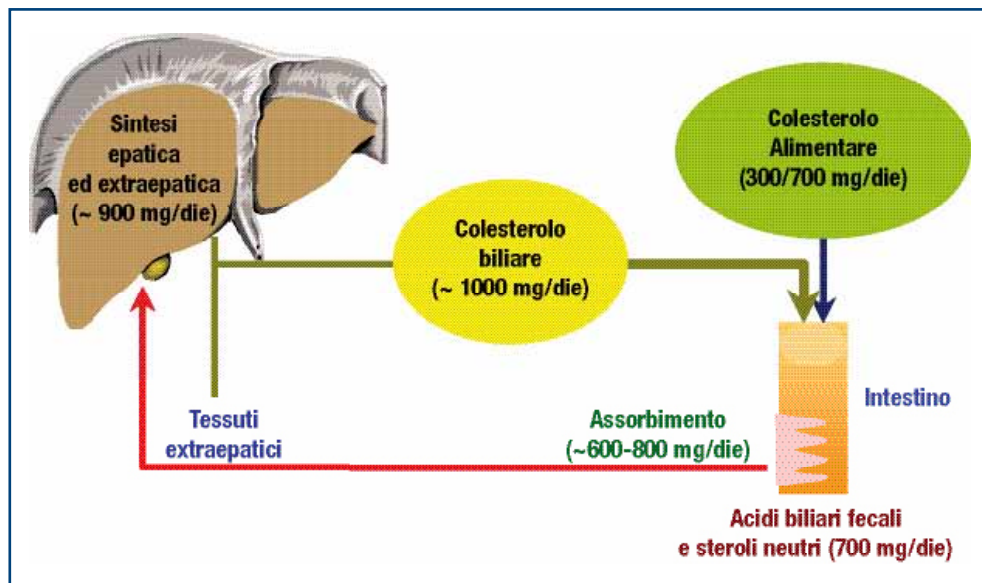 Sintesi
epatica
ed extraepatica
(~ 900 mg/die)
Colesterolo
Alimentare
(300/700 mg/die)
Colesterolo
biliare
(~ 1000 mg/die)
Tessuti
extraepatici
Assorbimento
(~600-800 mg/die)
Intestino
Acidi biliari fecali
e steroli neutri (700 mg/die)